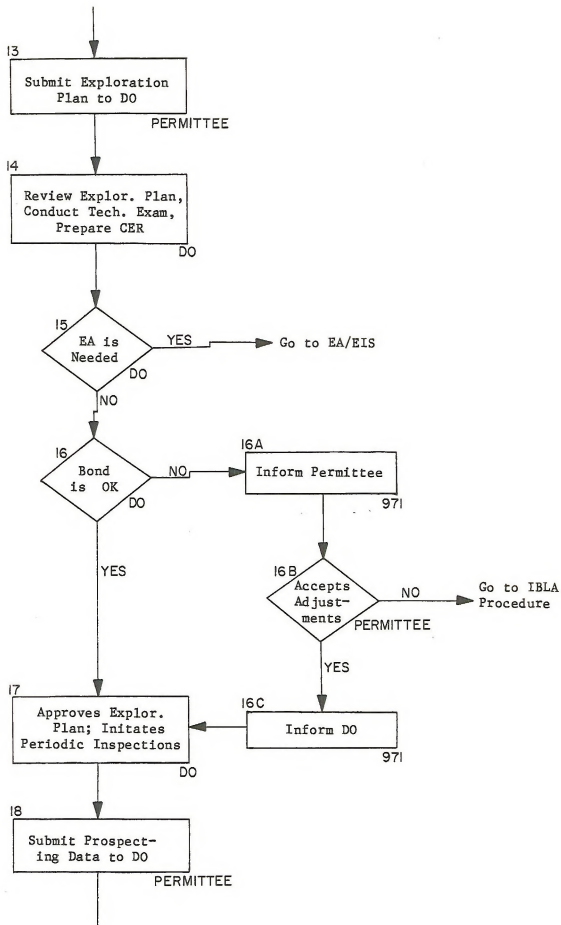 13
Submit Exploration
Plan to DO
PERMITTEE
14
Review Explor. Plan,
Conduct Tech. Exam,
Prepare CER
DO
15
EA is
Needed
DO
YES
Go to EA/EIS
NO
16
Bond
is OK
DO
NO
16A
Inform Permittee
971
16B
Accepts
Adjust-
ments
PERMITTEE
NO
Go to IBLA
Procedure
YES
YES
16C
Inform DO
971
17
Approves Explor.
Plan; Initates
Periodic Inspections
DO
18
Submit Prospect-
ing Data to DO
PERMITTEE